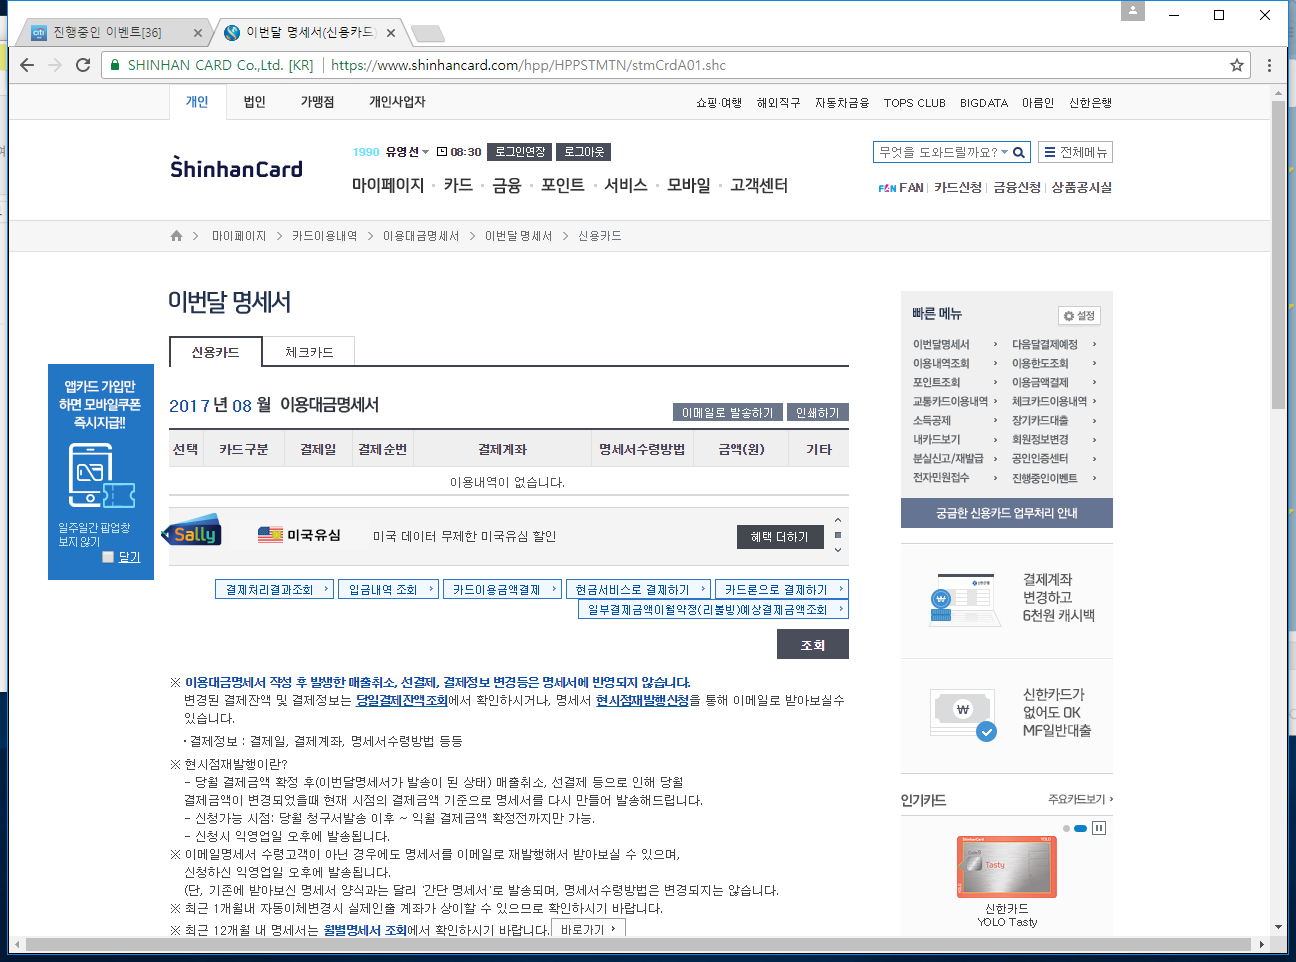 진행중인 이벤트[36]
이번달 명세서(신용카드)
SHINHAN CARD Co.,Ltd. [KR]
https://www.shinhancard.com/hpp/HPPSTMTN/stmCrdA01.shc
개인 법인 가맹점 개인사업자
쇼핑·여행 해외직구 자동차금융 TOPS CLUB BIGDATA 아름인 신한은행
ShinhanCard
1990 유영선 08:30 로그인연장 로그아웃
무엇을 도와드릴까요? 전체메뉴
마이페이지 · 카드 · 금융 · 포인트 · 서비스 · 모바일 · 고객센터
FAN FAN 카드신청 금융신청 상품공시실
마이페이지 > 카드이용내역 > 이용대금명세서 > 이번달명세서 > 신용카드
이번달 명세서
신용카드 체크카드
2017 년 08 월 이용대금명세서
이메일로 발송하기 인쇄하기
선택 카드구분 결제일 결제순번 결제계좌 명세서수령방법 금액(원) 기타
이용내역이 없습니다.
Sally 미국유심 미국 데이터 무제한 미국유심 할인 혜택 더하기
결제처리결과조회 입금내역 조회 카드이용금액결제 현금서비스로 결제하기 카드론으로 결제하기
일부결제금액이월약정(리볼빙)예상결제금액조회
조회
※ 이용대금명세서 작성 후 발생한 매출취소, 선결제, 결제정보 변경등은 명세서에 반영되지 않습니다.
변경된 결제잔액 및 결제정보는 당일결제잔액조회에서 확인하시거나, 명세서 현시점재발행신청을 통해 이메일로 받아보실수
있습니다.
· 결제정보 : 결제일, 결제계좌, 명세서수령방법 등등
※ 현시점재발행이란?
- 당월 결제금액 확정 후(이번달명세서가 발송이 된 상태) 매출취소, 선결제 등으로 인해 당월
결제금액이 변경되었을때 현재 시점의 결제금액 기준으로 명세서를 다시 만들어 발송해드립니다.
- 신청가능 시점: 당월 청구서발송 이후 ~ 익월 결제금액 확정전까지만 가능.
- 신청시 익영업일 오후에 발송됩니다.
※ 이메일명세서 수령고객이 아닌 경우에도 명세서를 이메일로 재발행해서 받아보실 수 있으며,
신청하신 익영업일 오후에 발송됩니다.
(단, 기존에 받아보신 명세서 양식과는 달리 '간단 명세서'로 발송되며, 명세서수령방법은 변경되지는 않습니다.
※ 최근 1개월내 자동이체변경시 실제인출 계좌가 상이할 수 있으므로 확인하시기 바랍니다.
※ 최근 12개월 내 명세서는 월별명세서 조회에서 확인하시기 바랍니다. 바로가기
앱카드 가입만
하면 모바일쿠폰
즉시지급!!
일주일간 팝업창
보지 않기
닫기
빠른 메뉴 설정
이번달명세서 다음달결제예정
이용내역조회 이용한도조회
포인트조회 이용금액결제
교통카드이용내역 체크카드이용내역
소득공제 장기카드대출
내카드보기 회원정보변경
분실신고/재발급 공인인증센터
전자민원접수 진행중인이벤트
궁금한 신용카드 업무처리 안내
결제계좌
변경하고
6천원 캐시백
신한카드가
없어도 OK
MF일반대출
인기카드 주요카드보기
ShinhanCard YOLO
Tasty
신한카드
YOLO Tasty